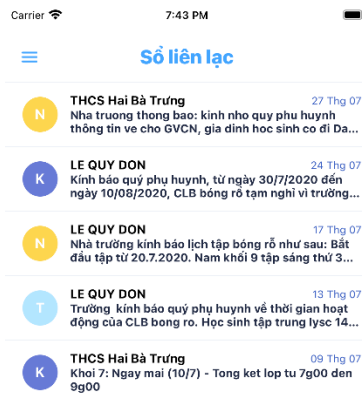 Carrier 7:43 PM
Sổ liên lạc
N THCS Hai Bà Trưng 27 Thg 07
Nha truong thong bao: kinh nho quy phu huynh
thông tin ve cho GVCN, gia dinh hoc sinh co đi Da...
K LE QUY DON 24 Thg 07
Kính báo quý phụ huynh, từ ngày 30/7/2020 đến
ngày 10/08/2020, CLB bóng rổ tạm nghỉ vì trường...
N LE QUY DON 17 Thg 07
Nhà trường kính báo lịch tập bóng rổ như sau: Bắt
đầu tập từ 20.7.2020. Nam khối 9 tập sáng thứ 3...
T LE QUY DON 13 Thg 07
Trường kính báo quý phụ huynh về thời gian hoạt
động của CLB bong ro. Học sinh tập trung lysc 14...
K THCS Hai Bà Trưng 09 Thg 07
Khoi 7: Ngay mai (10/7) - Tong ket lop tu 7g00 den
9g00